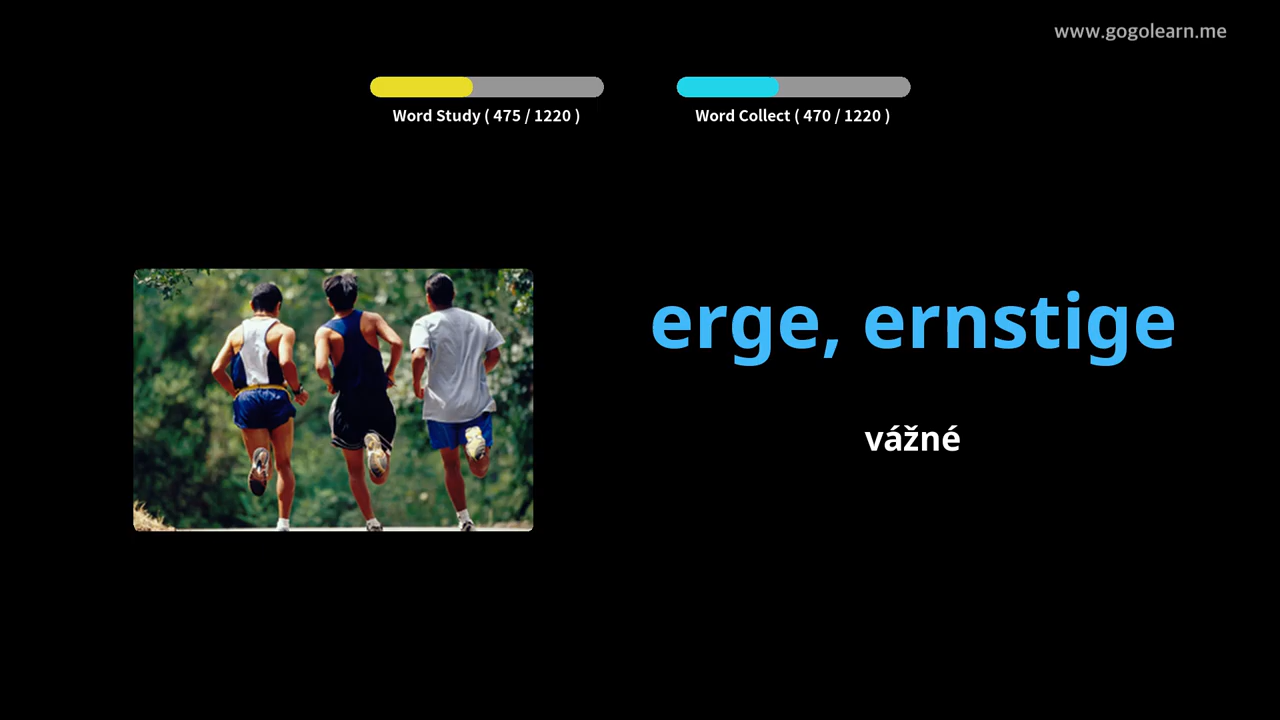 www.gogolearn.me
Word Study ( 475 / 1220 )
Word Collect ( 470 / 1220 )
erge, ernstige
vážné